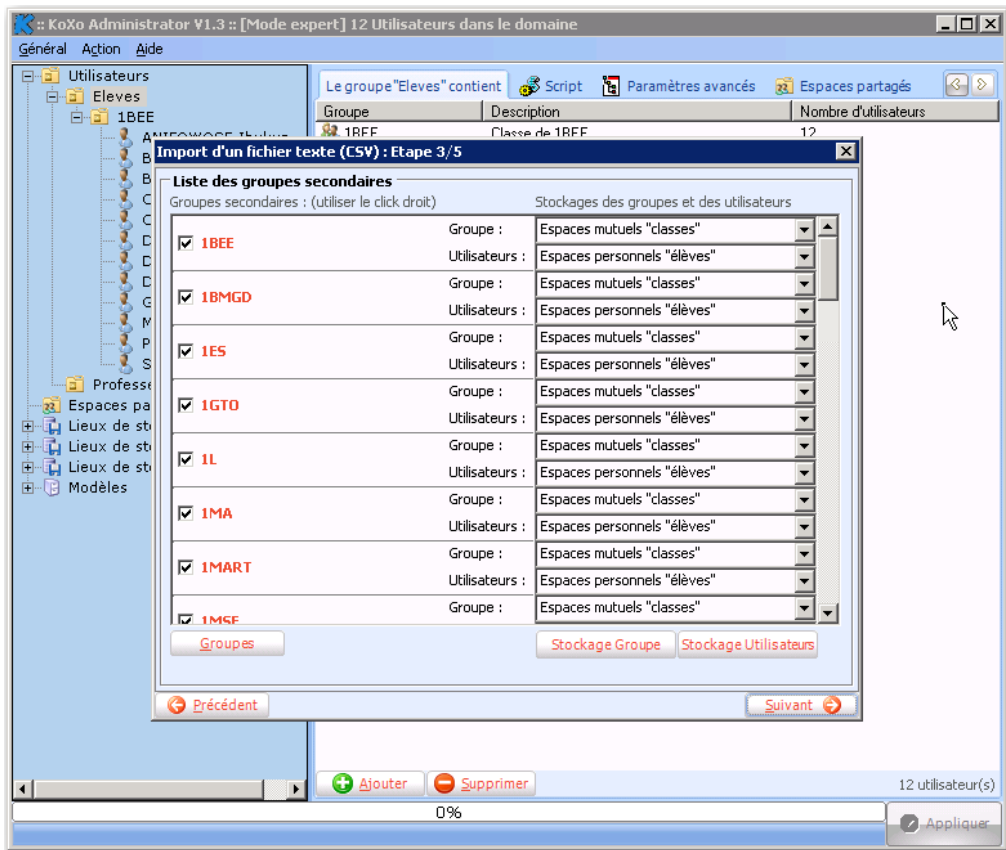 :: KoXo Administrator V1.3 :: [Mode expert] 12 Utilisateurs dans le domaine
Général Action Aide
Utilisateurs
Eleves
1BEE
Professe
Espaces pa
Lieux de sto
Lieux de sto
Lieux de sto
Modèles
Le groupe "Eleves" contient Script Paramètres avancés Espaces partagés
Groupe Description Nombre d'utilisateurs
1BEE Classe de 1BEE 12
Import d'un fichier texte (CSV) : Etape 3/5
Liste des groupes secondaires
Groupes secondaires : (utiliser le click droit) Stockages des groupes et des utilisateurs
1BEE
Groupe : Espaces mutuels "classes"
Utilisateurs : Espaces personnels "élèves"
1BMGD
Groupe : Espaces mutuels "classes"
Utilisateurs : Espaces personnels "élèves"
1ES
Groupe : Espaces mutuels "classes"
Utilisateurs : Espaces personnels "élèves"
1GTO
Groupe : Espaces mutuels "classes"
Utilisateurs : Espaces personnels "élèves"
1L
Groupe : Espaces mutuels "classes"
Utilisateurs : Espaces personnels "élèves"
1MA
Groupe : Espaces mutuels "classes"
Utilisateurs : Espaces personnels "élèves"
1MART
Groupe : Espaces mutuels "classes"
Utilisateurs : Espaces personnels "élèves"
Groupe : Espaces mutuels "classes"
Groupes Stockage Groupe Stockage Utilisateurs
Précédent Suivant
Ajouter Supprimer 12 utilisateur(s)
0%
Appliquer